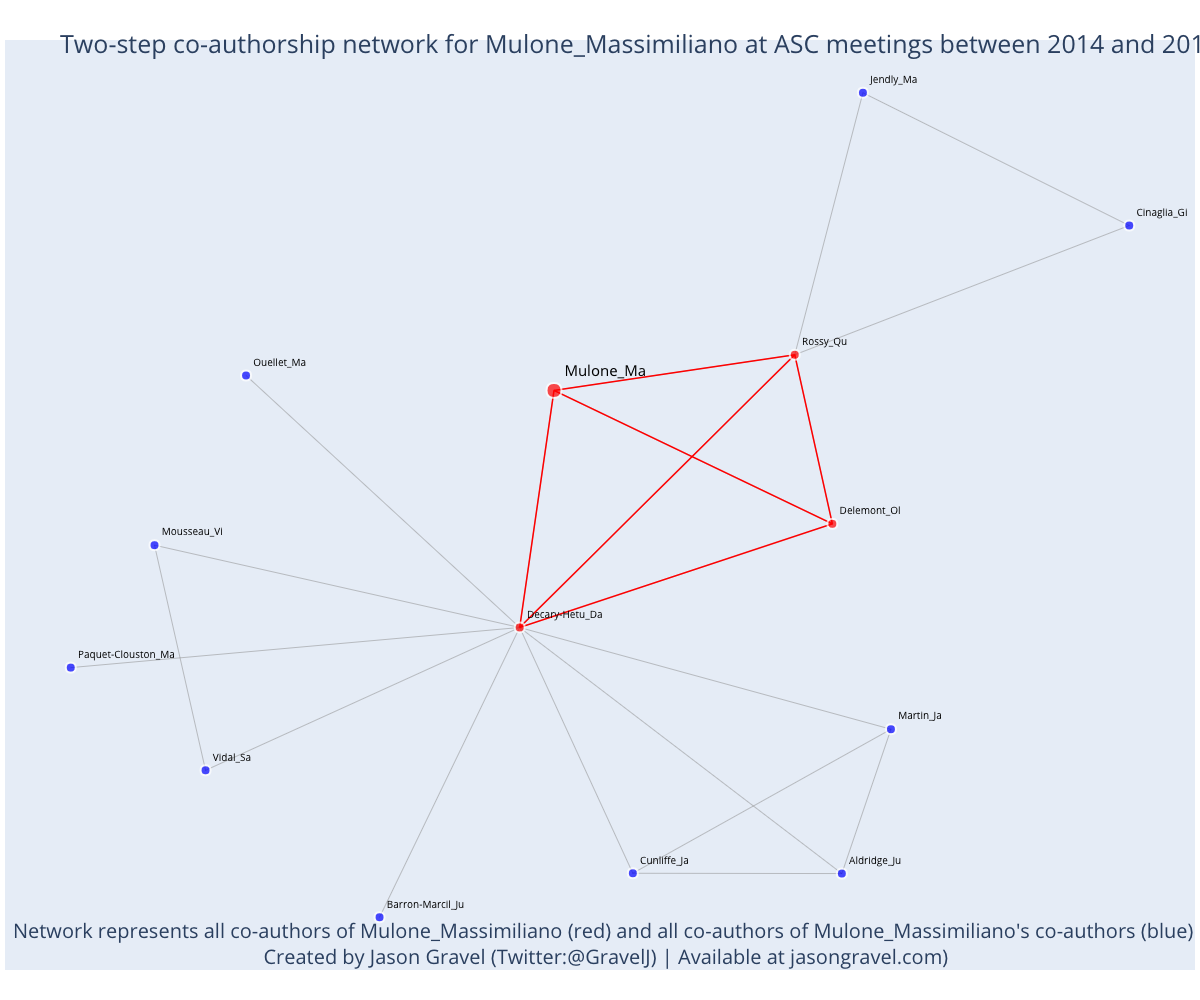 Two-step co-authorship network for Mulone_Massimiliano at ASC meetings between 2014 and 201
Jendly_Ma
Cinaglia_Gi
Rossy_Qu
Ouellet_Ma
Mulone_Ma
Delemont_Ol
Mousseau_Vi
Decary-Hetu_Da
Paquet-Clouston_Ma
Martin_Ja
Vidal_Sa
Cunliffe_Ja
Aldridge_Ju
Barron-Marcil_Ju
Network represents all co-authors of Mulone_Massimiliano (red) and all co-authors of Mulone_Massimiliano's co-authors (blue)
Created by Jason Gravel (Twitter:@GravelJ) | Available at jasongravel.com)